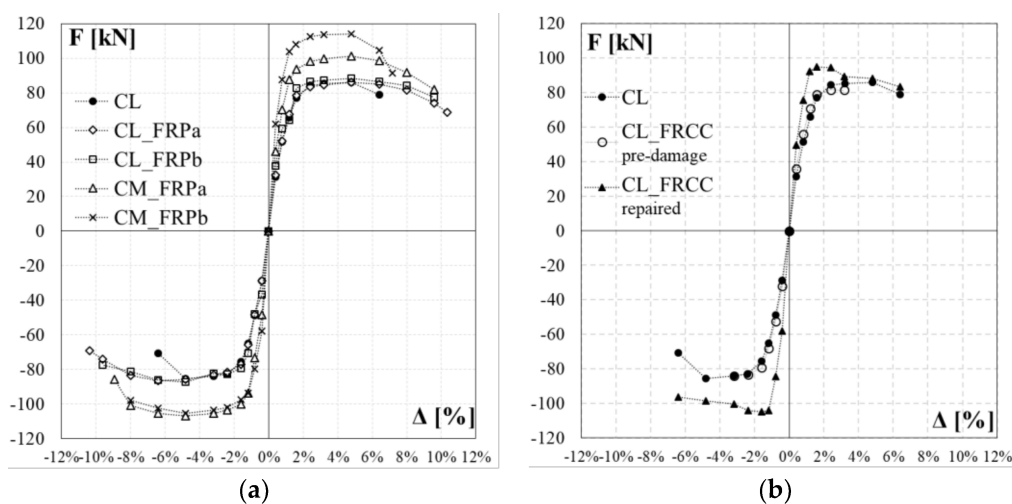 F [kN]
120
100
80
60
40
20
0
-20
-40
-60
-80
-100
-120
CL
CL_FRPa
CL_FRPb
CM_FRPa
CM_FRPb
Δ [%]
-12% -10% -8% -6% -4% -2% 0% 2% 4% 6% 8% 10% 12%
(a)
F [kN]
120
100
80
60
40
20
0
-20
-40
-60
-80
-100
-120
CL
CL_FRCC
pre-damage
CL_FRCC
repaired
Δ [%]
-12% -10% -8% -6% -4% -2% 0% 2% 4% 6% 8% 10% 12%
(b)